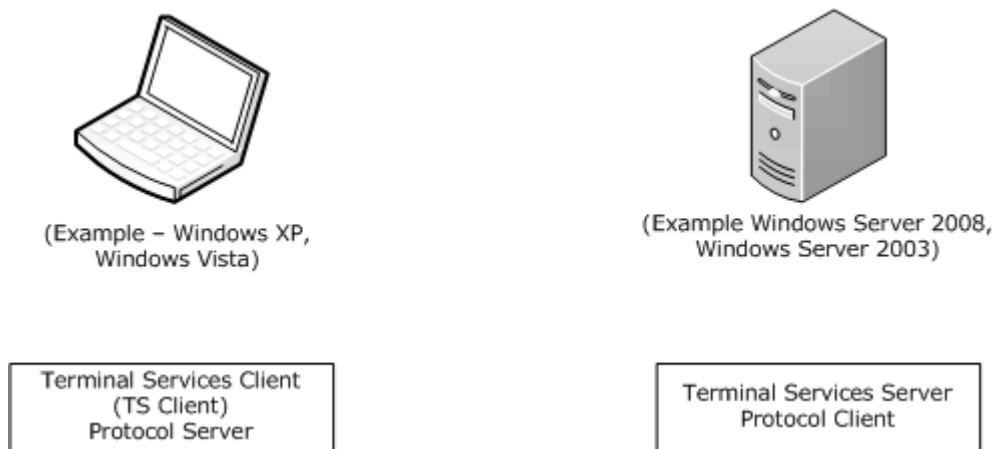 (Example – Windows XP,
Windows Vista)
(Example Windows Server 2008,
Windows Server 2003)
Terminal Services Client
(TS Client)
Protocol Server
Terminal Services Server
Protocol Client